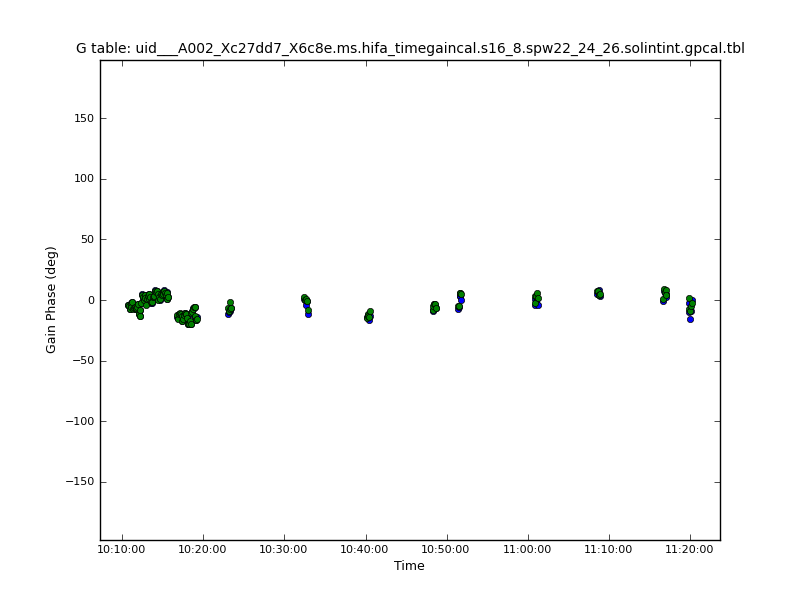 G table: uid___A002_Xc27dd7_X6c8e.ms.hifa_timegaincal.s16_8.spw22_24_26.solintint.gpcal.tbl
150
100
50
0
−50
−100
−150
Gain Phase (deg)
10:10:00 10:20:00 10:30:00 10:40:00 10:50:00 11:00:00 11:10:00 11:20:00
Time